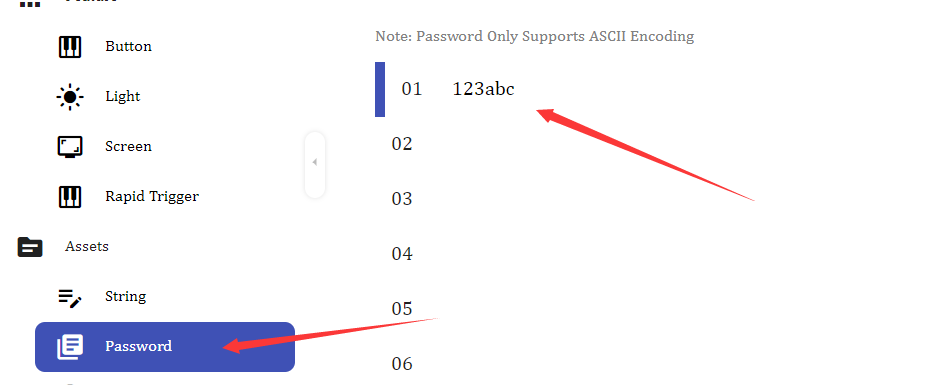 Note: Password Only Supports ASCII Encoding
Button
01 123abc
Light
02
Screen
03
Rapid Trigger
04
Assets
05
String
06
Password